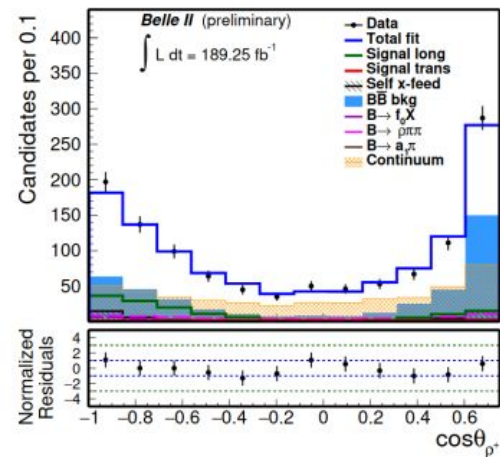 Belle II (preliminary)
∫ L dt = 189.25 fb⁻¹
Data
Total fit
Signal long
Signal trans
Self x-feed
BB̄ bkg
B→ f₀X
B→ ρππ
B→ a₁π
Continuum
Candidates per 0.1
400
350
300
250
200
150
100
50
Normalized
Residuals
4
2
0
−2
−4
−1 −0.8 −0.6 −0.4 −0.2 0 0.2 0.4 0.6
cosθρ⁺